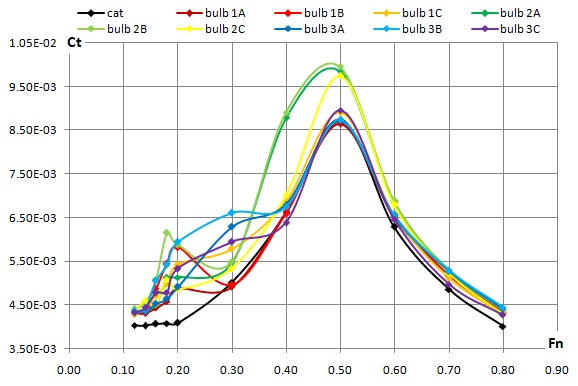 cat bulb 1A bulb 1B bulb 1C bulb 2A
bulb 2B bulb 2C bulb 3A bulb 3B bulb 3C
1.05E-02 Ct
9.50E-03
8.50E-03
7.50E-03
6.50E-03
5.50E-03
4.50E-03
3.50E-03 Fn
0.00 0.10 0.20 0.30 0.40 0.50 0.60 0.70 0.80 0.90